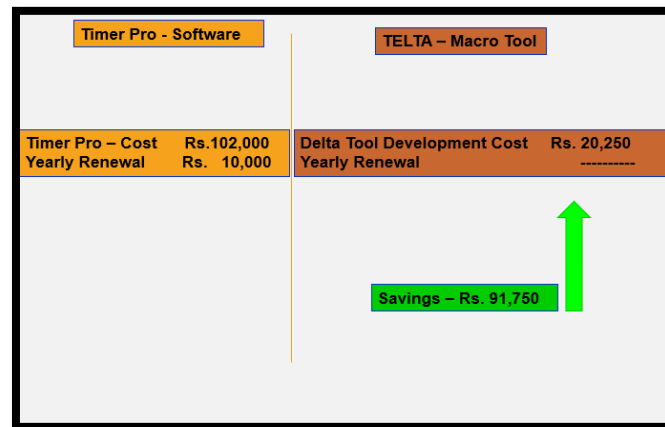 Timer Pro - Software
TELTA – Macro Tool
Timer Pro – Cost Rs.102,000
Yearly Renewal Rs. 10,000
Delta Tool Development Cost Rs. 20,250
Yearly Renewal ----------
Savings – Rs. 91,750